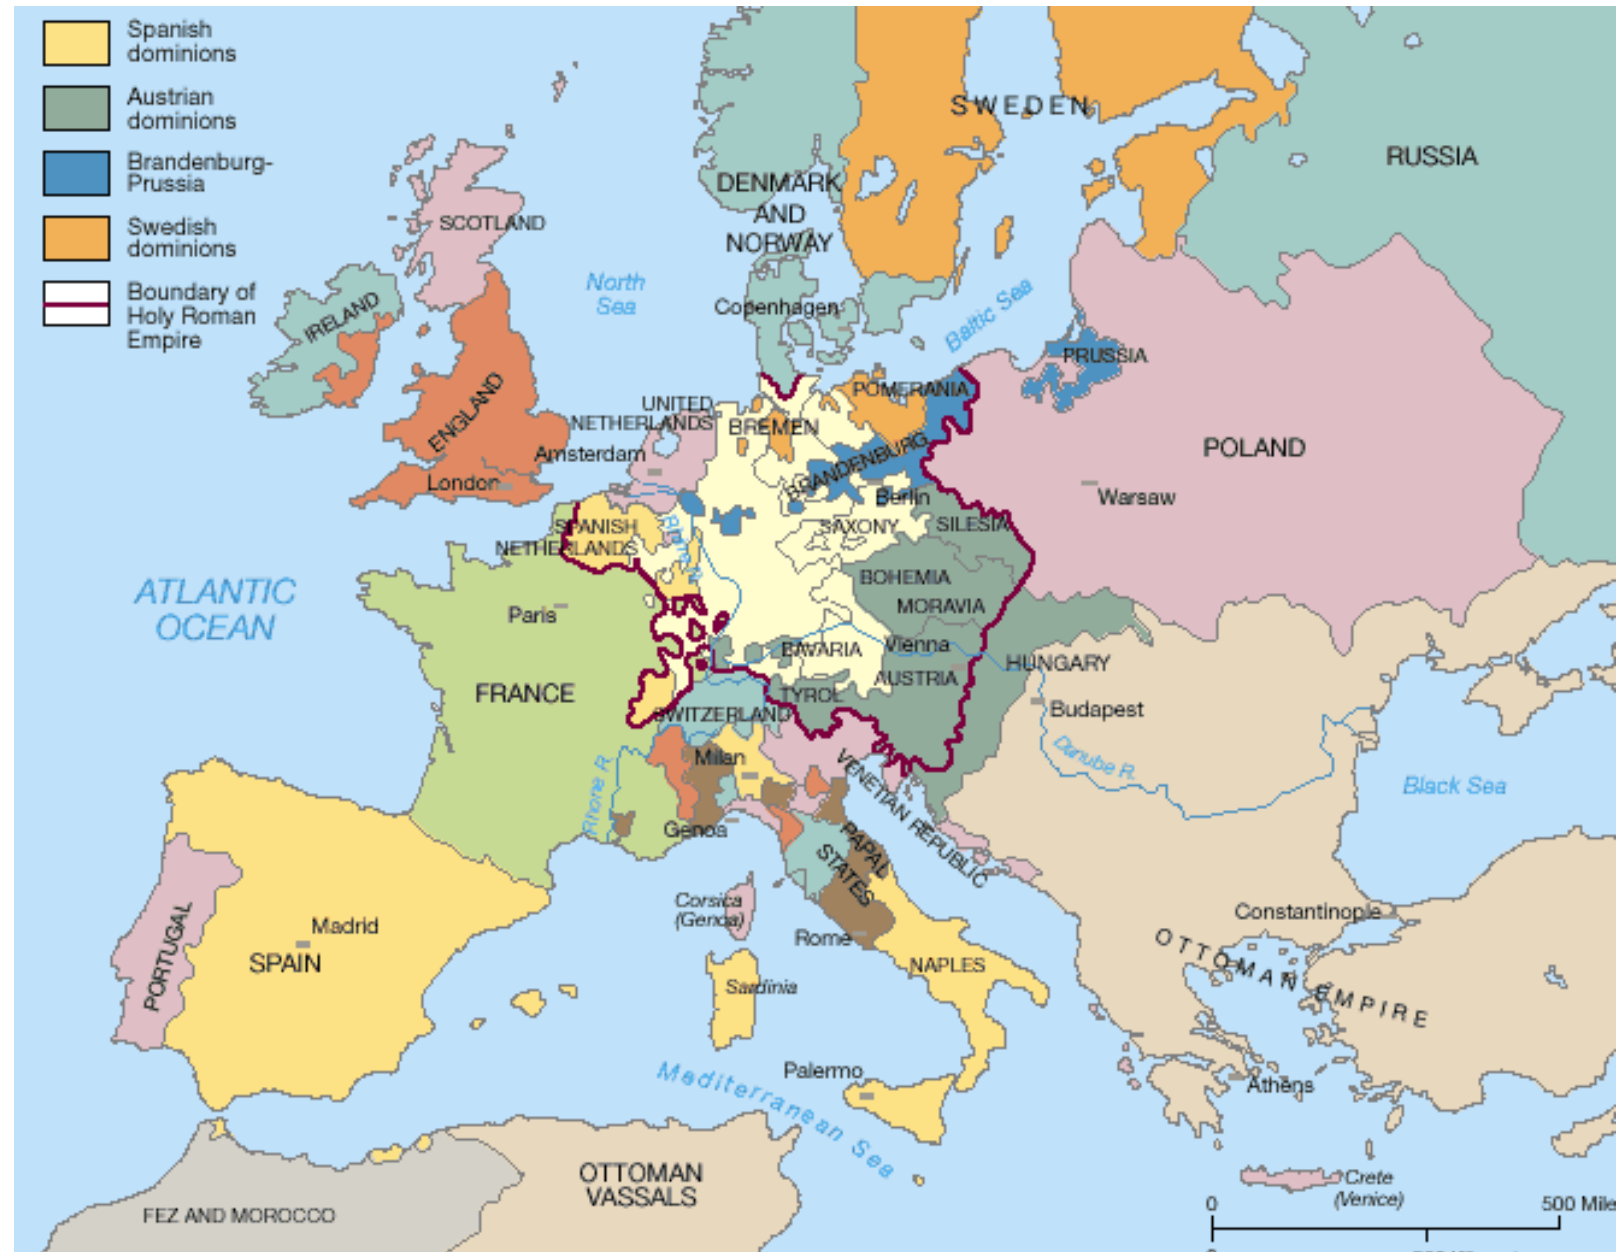 Spanish
dominions
Austrian
dominions
Brandenburg-
Prussia
Swedish
dominions
Boundary of
Holy Roman
Empire
SWEDEN
RUSSIA
DENMARK
AND
NORWAY
SCOTLAND
North
Sea
Copenhagen
Baltic Sea
IRELAND
PRUSSIA
POMERANIA
UNITED
NETHERLANDS
BREMEN
ENGLAND
Amsterdam
BRANDENBURG
POLAND
London
Berlin
Warsaw
SPANISH
NETHERLANDS
Rhine R.
SAXONY
SILESIA
BOHEMIA
MORAVIA
ATLANTIC
OCEAN
Paris
BAVARIA
Vienna
HUNGARY
AUSTRIA
FRANCE
TYROL
SWITZERLAND
Budapest
Milan
Danube R.
VENETIAN REPUBLIC
Black Sea
Rhone R.
Genoa
PAPAL
STATES
Corsica
(Genoa)
Constantinople
Madrid
PORTUGAL
SPAIN
Rome
OTTOMAN EMPIRE
NAPLES
Sardinia
Palermo
Mediterranean Sea
Athens
OTTOMAN
VASSALS
Crete
(Venice)
FEZ AND MOROCCO
0
500 Mile